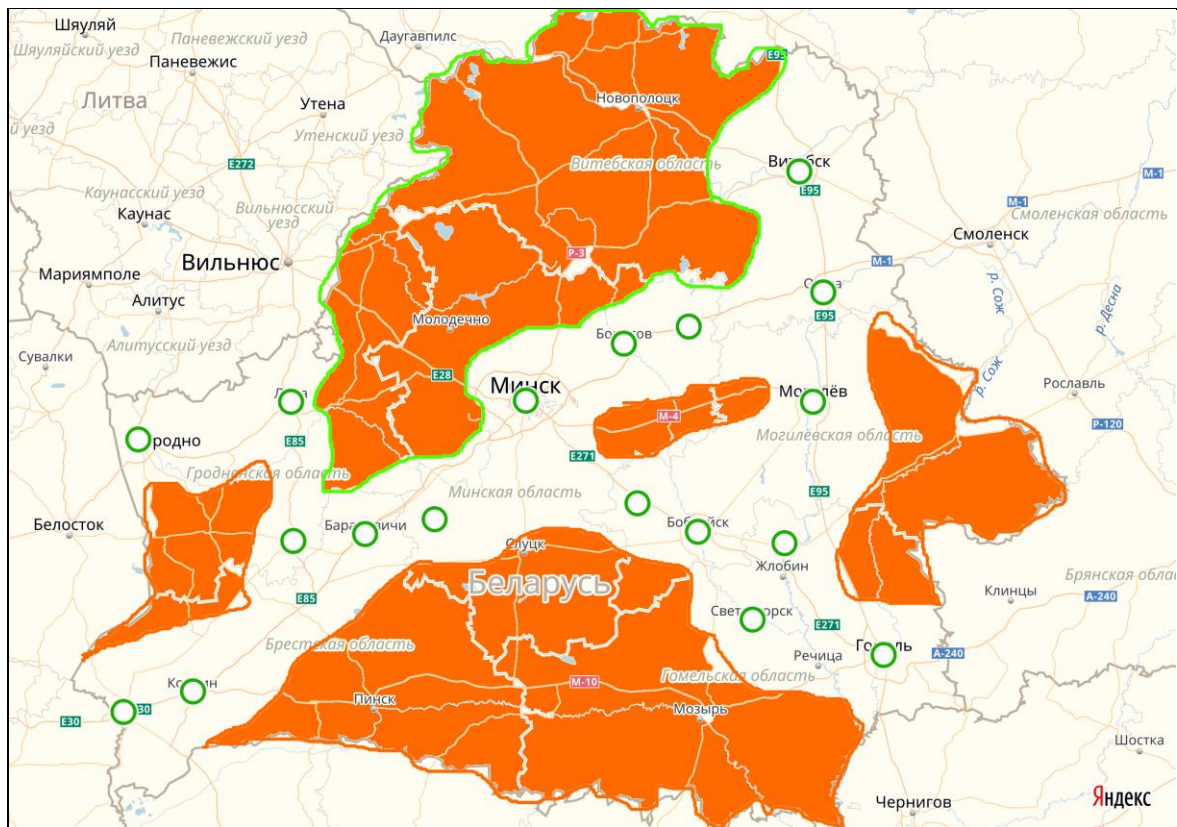 Шяуляй
Шяуляйский уезд
Паневежский уезд
Паневежис
Даугавпилс
E95
Литва
Утена
Утенский уезд
Новополоцк
E272
Витебская область
Витебск
E95
М-1
М-1
Каунасский уезд
Каунас
Вильнюсский
уезд
Смоленская область
Смоленск
Вильнюс
Р-3
М-1
Мариямполе
Алитус
р. Сож
р. Десна
E95
Молодечно
Алитусский уезд
Сувалки
E28
Минск
р. Сож
Рославль
М-4
Р-120
E85
E271
Могилёвская область
Гродненская область
Минская область
E95
Белосток
Слуцк
Жлобин
Беларусь
Клинцы
А-240
E85
E271
Брестская область
Речица
А-240
Гомельская область
М-10
Пинск
Мозырь
E30
Шостка
Чернигов
Яндекс